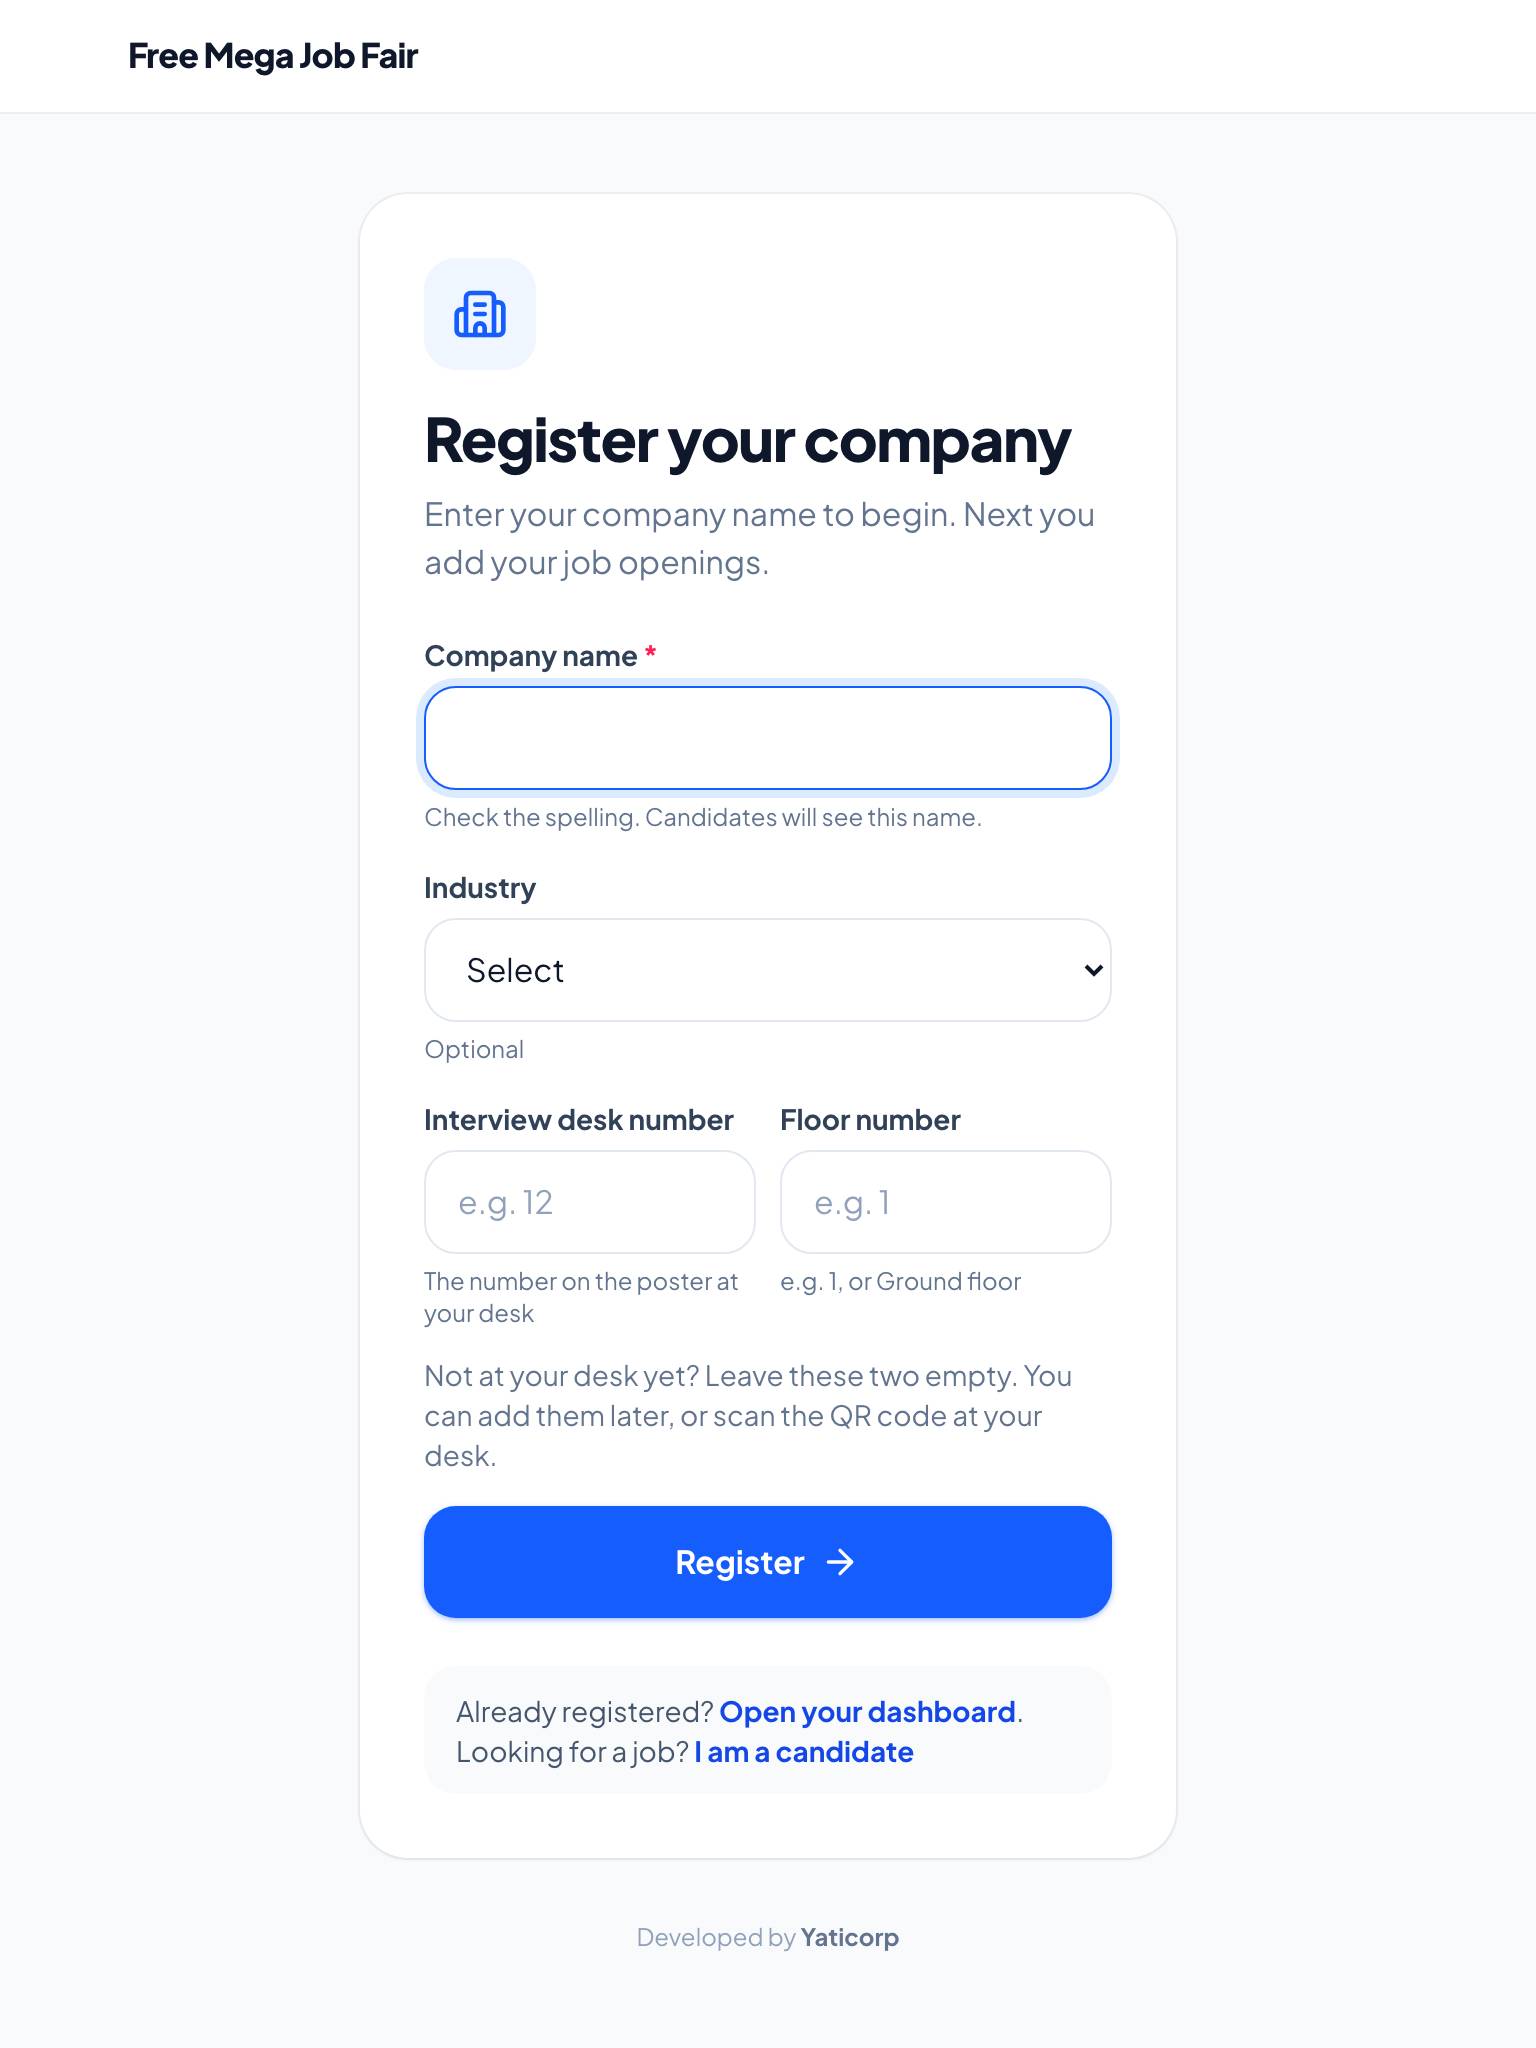 Free Mega Job Fair
Register your company
Enter your company name to begin. Next you
add your job openings.
Company name *
Check the spelling. Candidates will see this name.
Industry
Select
Optional
Interview desk number
Floor number
e.g. 12
e.g. 1
The number on the poster at
your desk
e.g. 1, or Ground floor
Not at your desk yet? Leave these two empty. You
can add them later, or scan the QR code at your
desk.
Register →
Already registered? Open your dashboard.
Looking for a job? I am a candidate
Developed by Yaticorp